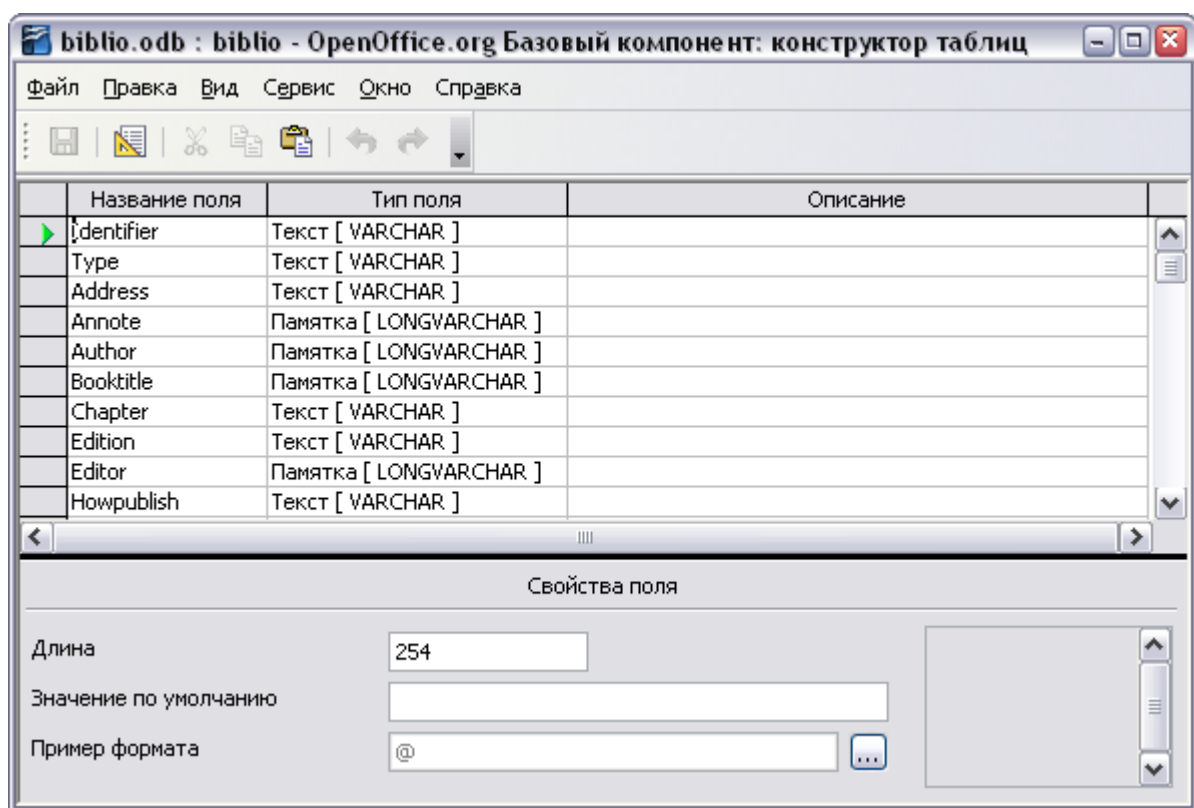 biblio.odb : biblio - OpenOffice.org Базовый компонент: конструктор таблиц
Файл Правка Вид Сервис Окно Справка
Название поля Тип поля Описание
Identifier Текст [ VARCHAR ]
Type Текст [ VARCHAR ]
Address Текст [ VARCHAR ]
Annote Памятка [ LONGVARCHAR ]
Author Памятка [ LONGVARCHAR ]
Booktitle Памятка [ LONGVARCHAR ]
Chapter Текст [ VARCHAR ]
Edition Текст [ VARCHAR ]
Editor Памятка [ LONGVARCHAR ]
Howpublish Текст [ VARCHAR ]
Свойства поля
Длина 254
Значение по умолчанию
Пример формата @ ...